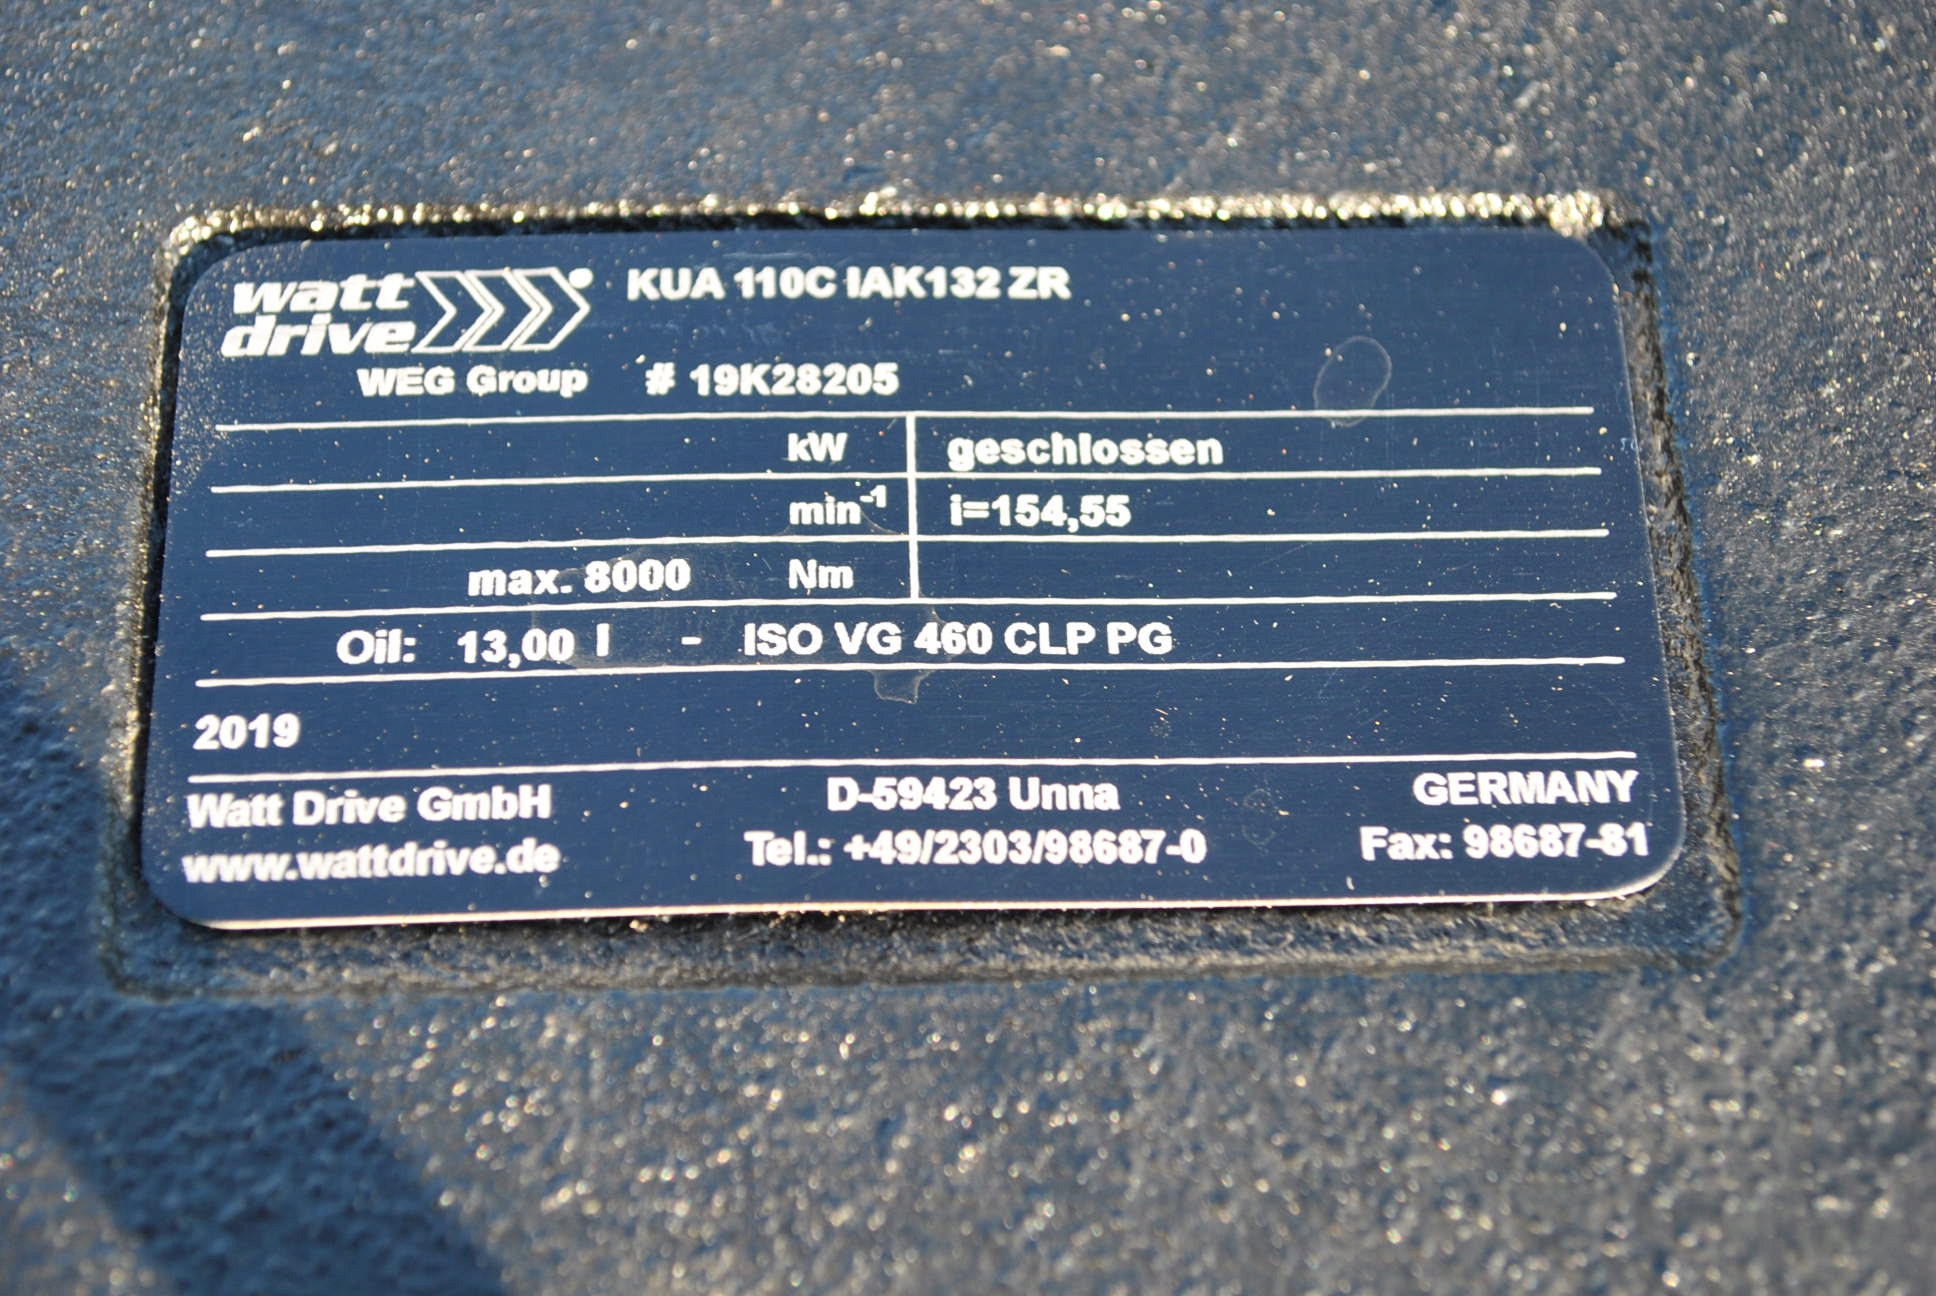 watt
drive
KUA 110C IAK132 ZR
WEG Group # 19K28205
kW geschlossen
min-1 i=154,55
max. 8000 Nm
Oil: 13,00 l - ISO VG 460 CLP PG
2019
Watt Drive GmbH D-59423 Unna GERMANY
www.wattdrive.de Tel.: +49/2303/98687-0 Fax: 98687-81